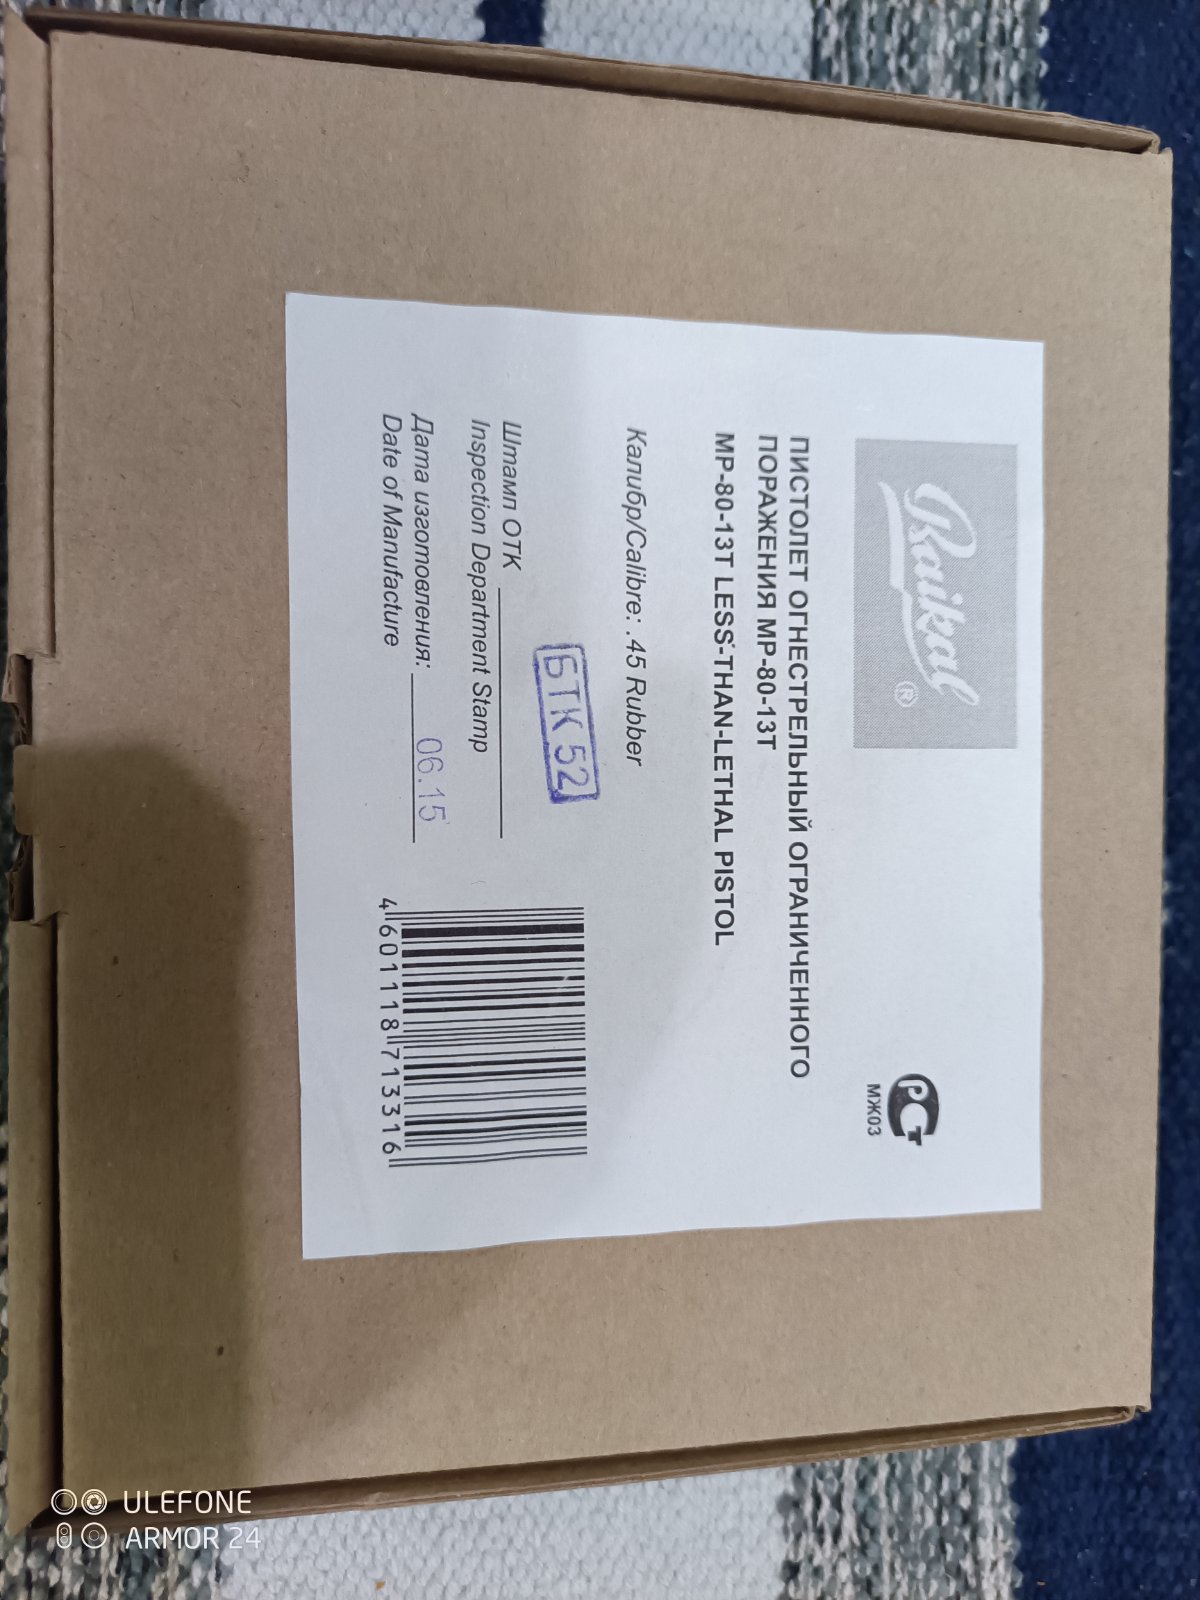 Baikal ®
РСТ
МЖ03
ПИСТОЛЕТ ОГНЕСТРЕЛЬНЫЙ ОГРАНИЧЕННОГО
ПОРАЖЕНИЯ МР-80-13Т
MP-80-13T LESS-THAN-LETHAL PISTOL
Калибр/Calibre: .45 Rubber
БТК 52
Штамп ОТК
Inspection Department Stamp
Дата изготовления: 06.15
Date of Manufacture
4 601118 713316
ULEFONE
ARMOR 24